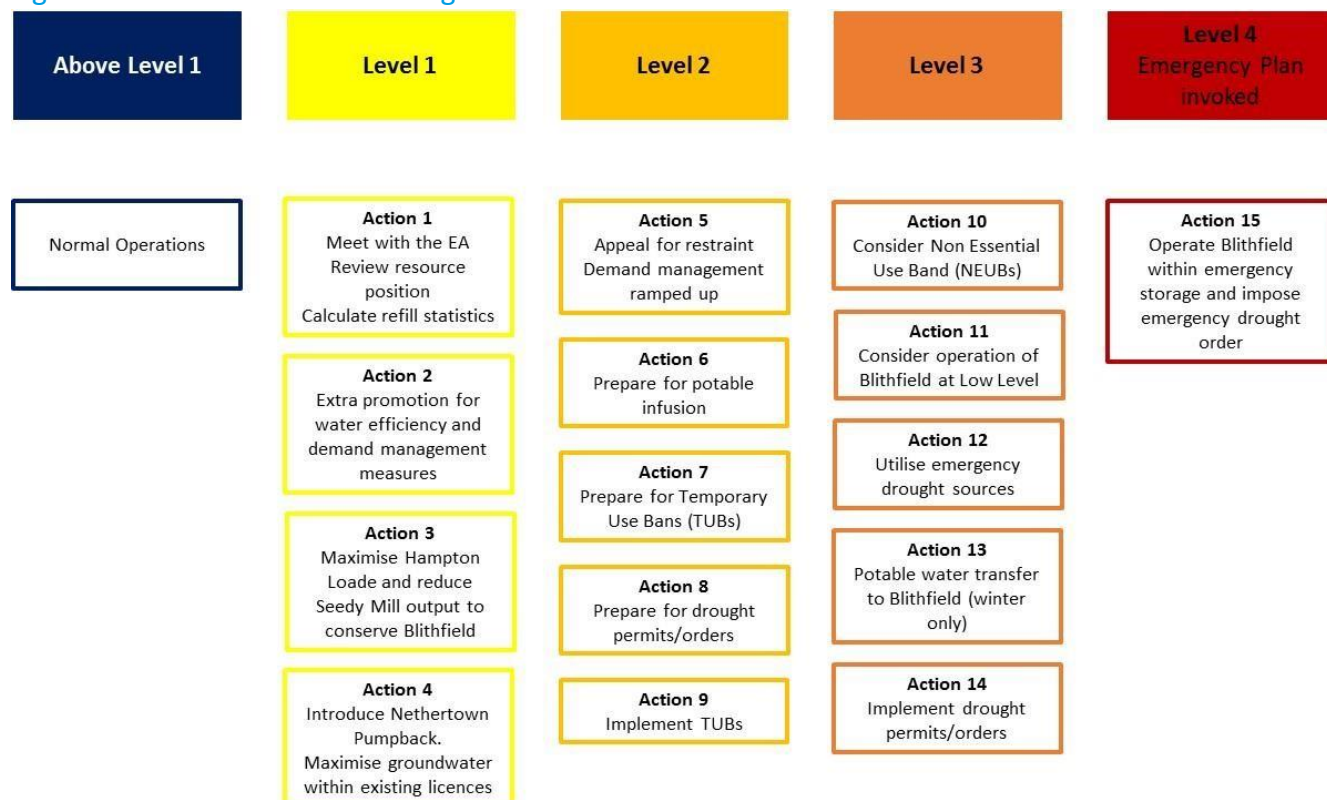 Above Level 1
Level 1
Level 2
Level 3
Level 4
Emergency Plan
invoked
Normal Operations
Action 1
Meet with the EA
Review resource
position
Calculate refill statistics
Action 2
Extra promotion for
water efficiency and
demand management
measures
Action 3
Maximise Hampton
Loade and reduce
Seedy Mill output to
conserve Blithfield
Action 4
Introduce Nethertown
Pumpback.
Maximise groundwater
within existing licences
Action 5
Appeal for restraint
Demand management
ramped up
Action 6
Prepare for potable
infusion
Action 7
Prepare for Temporary
Use Bans (TUBs)
Action 8
Prepare for drought
permits/orders
Action 9
Implement TUBs
Action 10
Consider Non Essential
Use Band (NEUBs)
Action 11
Consider operation of
Blithfield at Low Level
Action 12
Utilise emergency
drought sources
Action 13
Potable water transfer
to Blithfield (winter
only)
Action 14
Implement drought
permits/orders
Action 15
Operate Blithfield
within emergency
storage and impose
emergency drought
order